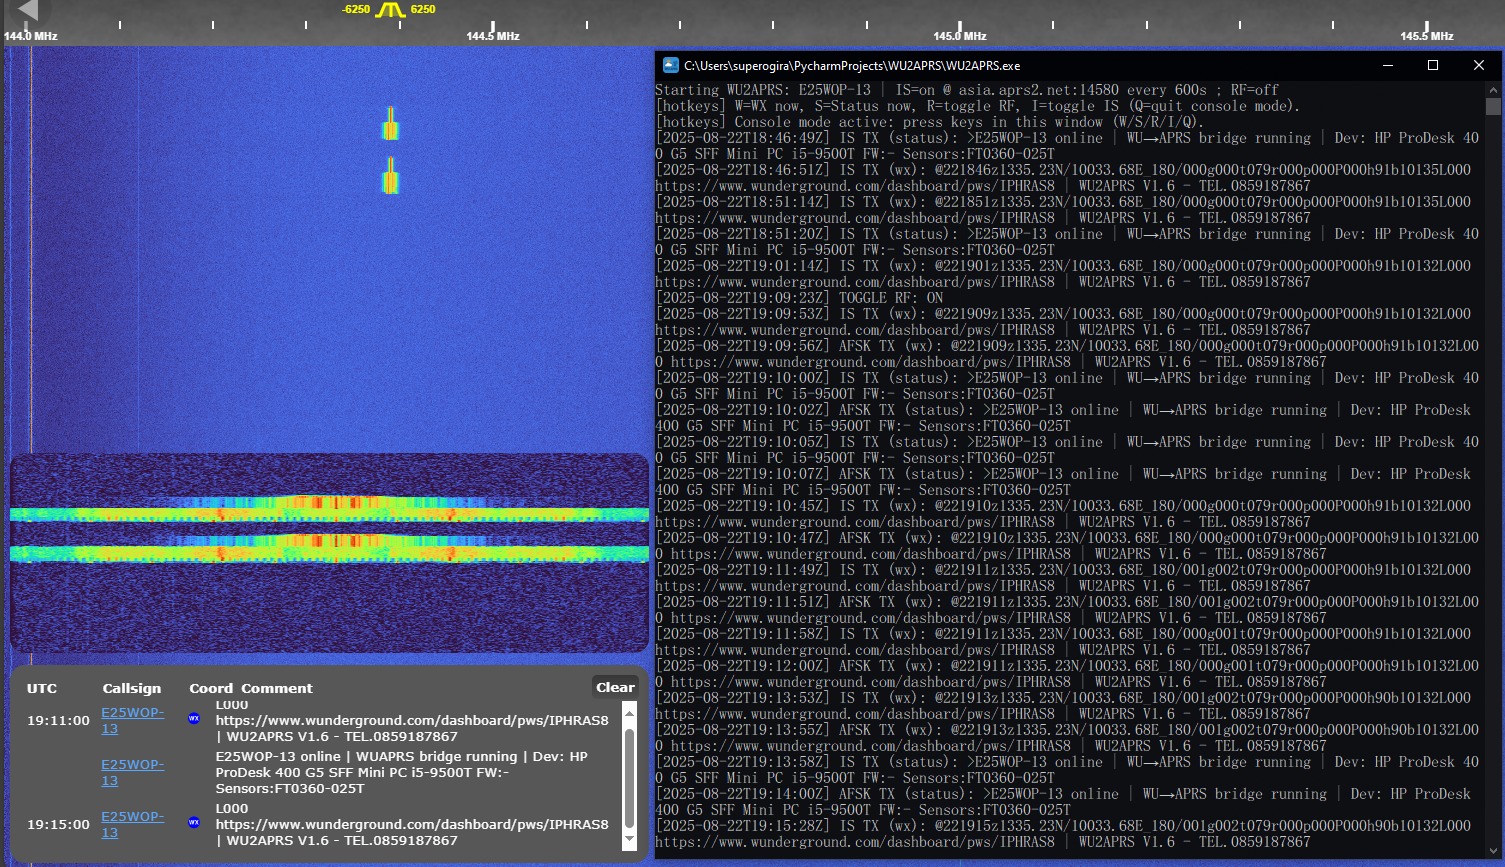 -6250 6250
144.0 MHz 144.5 MHz 145.0 MHz 145.5 MHz
C:\Users\superogira\PycharmProjects\WU2APRS\WU2APRS.exe
Starting WU2APRS: E25WOP-13 | IS=on @ asia.aprs2.net:14580 every 600s ; RF=off
[hotkeys] W=WX now, S=Status now, R=toggle RF, I=toggle IS (Q=quit console mode).
[hotkeys] Console mode active: press keys in this window (W/S/R/I/Q).
[2025-08-22T18:46:49Z] IS TX (status): >E25WOP-13 online | WU→APRS bridge running | Dev: HP ProDesk 40
0 G5 SFF Mini PC i5-9500T FW:- Sensors:FT0360-025T
[2025-08-22T18:46:51Z] IS TX (wx): @221846z1335.23N/10033.68E_180/000g000t079r000p000P000h91b10135L000
https://www.wunderground.com/dashboard/pws/IPHRAS8 | WU2APRS V1.6 - TEL.0859187867
[2025-08-22T18:51:14Z] IS TX (wx): @221851z1335.23N/10033.68E_180/000g000t079r000p000P000h91b10135L000
https://www.wunderground.com/dashboard/pws/IPHRAS8 | WU2APRS V1.6 - TEL.0859187867
[2025-08-22T18:51:20Z] IS TX (status): >E25WOP-13 online | WU→APRS bridge running | Dev: HP ProDesk 40
0 G5 SFF Mini PC i5-9500T FW:- Sensors:FT0360-025T
[2025-08-22T19:01:14Z] IS TX (wx): @221901z1335.23N/10033.68E_180/000g000t079r000p000P000h91b10132L000
https://www.wunderground.com/dashboard/pws/IPHRAS8 | WU2APRS V1.6 - TEL.0859187867
[2025-08-22T19:09:23Z] TOGGLE RF: ON
[2025-08-22T19:09:53Z] IS TX (wx): @221909z1335.23N/10033.68E_180/000g000t079r000p000P000h91b10132L000
https://www.wunderground.com/dashboard/pws/IPHRAS8 | WU2APRS V1.6 - TEL.0859187867
[2025-08-22T19:09:56Z] AFSK TX (wx): @221909z1335.23N/10033.68E_180/000g000t079r000p000P000h91b10132L00
0 https://www.wunderground.com/dashboard/pws/IPHRAS8 | WU2APRS V1.6 - TEL.0859187867
[2025-08-22T19:10:00Z] IS TX (status): >E25WOP-13 online | WU→APRS bridge running | Dev: HP ProDesk 40
0 G5 SFF Mini PC i5-9500T FW:- Sensors:FT0360-025T
[2025-08-22T19:10:02Z] AFSK TX (status): >E25WOP-13 online | WU→APRS bridge running | Dev: HP ProDesk
400 G5 SFF Mini PC i5-9500T FW:- Sensors:FT0360-025T
[2025-08-22T19:10:05Z] IS TX (status): >E25WOP-13 online | WU→APRS bridge running | Dev: HP ProDesk 40
0 G5 SFF Mini PC i5-9500T FW:- Sensors:FT0360-025T
[2025-08-22T19:10:07Z] AFSK TX (status): >E25WOP-13 online | WU→APRS bridge running | Dev: HP ProDesk
400 G5 SFF Mini PC i5-9500T FW:- Sensors:FT0360-025T
[2025-08-22T19:10:45Z] IS TX (wx): @221910z1335.23N/10033.68E_180/000g000t079r000p000P000h91b10132L000
https://www.wunderground.com/dashboard/pws/IPHRAS8 | WU2APRS V1.6 - TEL.0859187867
[2025-08-22T19:10:47Z] AFSK TX (wx): @221910z1335.23N/10033.68E_180/000g000t079r000p000P000h91b10132L00
0 https://www.wunderground.com/dashboard/pws/IPHRAS8 | WU2APRS V1.6 - TEL.0859187867
[2025-08-22T19:11:49Z] IS TX (wx): @221911z1335.23N/10033.68E_180/001g002t079r000p000P000h91b10132L000
https://www.wunderground.com/dashboard/pws/IPHRAS8 | WU2APRS V1.6 - TEL.0859187867
[2025-08-22T19:11:51Z] AFSK TX (wx): @221911z1335.23N/10033.68E_180/001g002t079r000p000P000h91b10132L00
0 https://www.wunderground.com/dashboard/pws/IPHRAS8 | WU2APRS V1.6 - TEL.0859187867
[2025-08-22T19:11:58Z] IS TX (wx): @221911z1335.23N/10033.68E_180/000g001t079r000p000P000h91b10132L000
https://www.wunderground.com/dashboard/pws/IPHRAS8 | WU2APRS V1.6 - TEL.0859187867
[2025-08-22T19:12:00Z] AFSK TX (wx): @221911z1335.23N/10033.68E_180/000g001t079r000p000P000h91b10132L00
0 https://www.wunderground.com/dashboard/pws/IPHRAS8 | WU2APRS V1.6 - TEL.0859187867
[2025-08-22T19:13:53Z] IS TX (wx): @221913z1335.23N/10033.68E_180/001g002t079r000p000P000h90b10132L000
https://www.wunderground.com/dashboard/pws/IPHRAS8 | WU2APRS V1.6 - TEL.0859187867
[2025-08-22T19:13:55Z] AFSK TX (wx): @221913z1335.23N/10033.68E_180/001g002t079r000p000P000h90b10132L00
0 https://www.wunderground.com/dashboard/pws/IPHRAS8 | WU2APRS V1.6 - TEL.0859187867
[2025-08-22T19:13:58Z] IS TX (status): >E25WOP-13 online | WU→APRS bridge running | Dev: HP ProDesk 40
0 G5 SFF Mini PC i5-9500T FW:- Sensors:FT0360-025T
[2025-08-22T19:14:00Z] AFSK TX (status): >E25WOP-13 online | WU→APRS bridge running | Dev: HP ProDesk
400 G5 SFF Mini PC i5-9500T FW:- Sensors:FT0360-025T
[2025-08-22T19:15:28Z] IS TX (wx): @221915z1335.23N/10033.68E_180/001g002t079r000p000P000h90b10132L000
https://www.wunderground.com/dashboard/pws/IPHRAS8 | WU2APRS V1.6 - TEL.0859187867
UTC Callsign Coord Comment Clear
L000
19:11:00 E25WOP- WX https://www.wunderground.com/dashboard/pws/IPHRAS8
13 | WU2APRS V1.6 - TEL.0859187867
E25WOP-13 online | WUAPRS bridge running | Dev: HP
E25WOP- ProDesk 400 G5 SFF Mini PC i5-9500T FW:-
13 Sensors:FT0360-025T
L000
19:15:00 E25WOP- WX https://www.wunderground.com/dashboard/pws/IPHRAS8
13 | WU2APRS V1.6 - TEL.0859187867